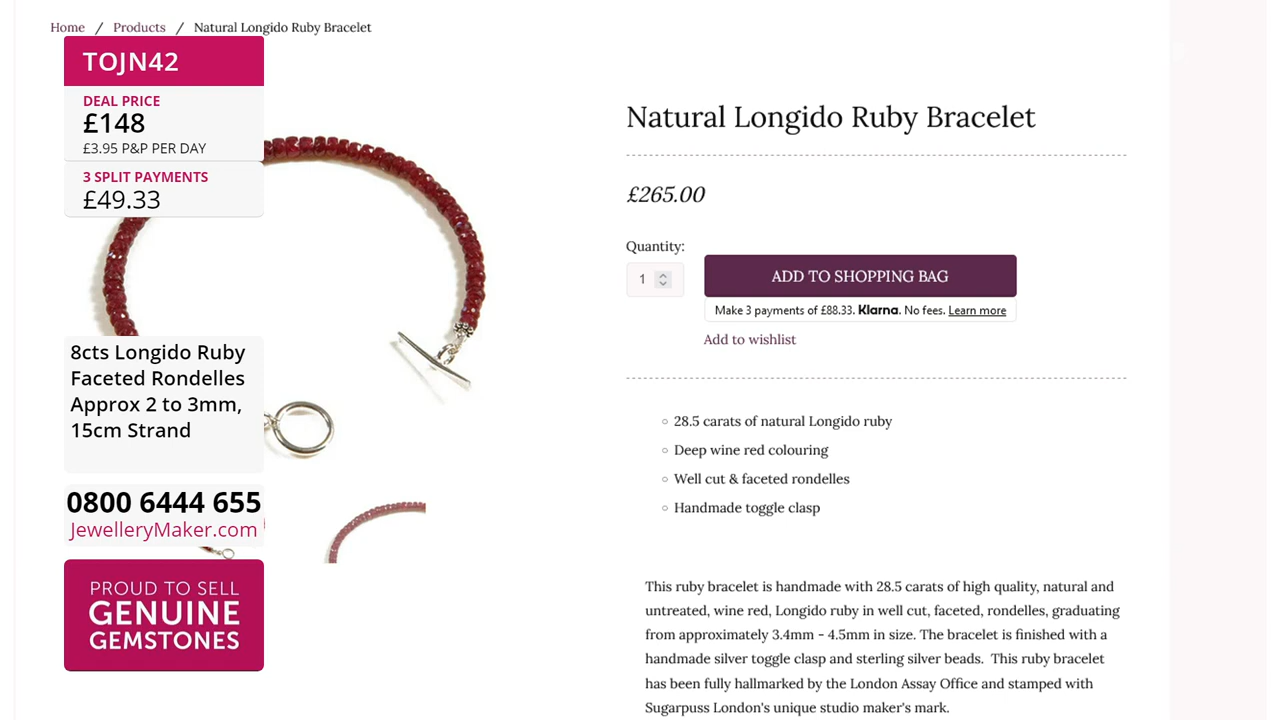 Home / Products / Natural Longido Ruby Bracelet
TOJN42
DEAL PRICE
£148
£3.95 P&P PER DAY
3 SPLIT PAYMENTS
£49.33
8cts Longido Ruby
Faceted Rondelles
Approx 2 to 3mm,
15cm Strand
0800 6444 655
JewelleryMaker.com
PROUD TO SELL
GENUINE
GEMSTONES
Natural Longido Ruby Bracelet
£265.00
Quantity:
1
ADD TO SHOPPING BAG
Make 3 payments of £88.33. Klarna. No fees. Learn more
Add to wishlist
28.5 carats of natural Longido ruby
Deep wine red colouring
Well cut & faceted rondelles
Handmade toggle clasp
This ruby bracelet is handmade with 28.5 carats of high quality, natural and
untreated, wine red, Longido ruby in well cut, faceted, rondelles, graduating
from approximately 3.4mm - 4.5mm in size. The bracelet is finished with a
handmade silver toggle clasp and sterling silver beads. This ruby bracelet
has been fully hallmarked by the London Assay Office and stamped with
Sugarpuss London's unique studio maker's mark.